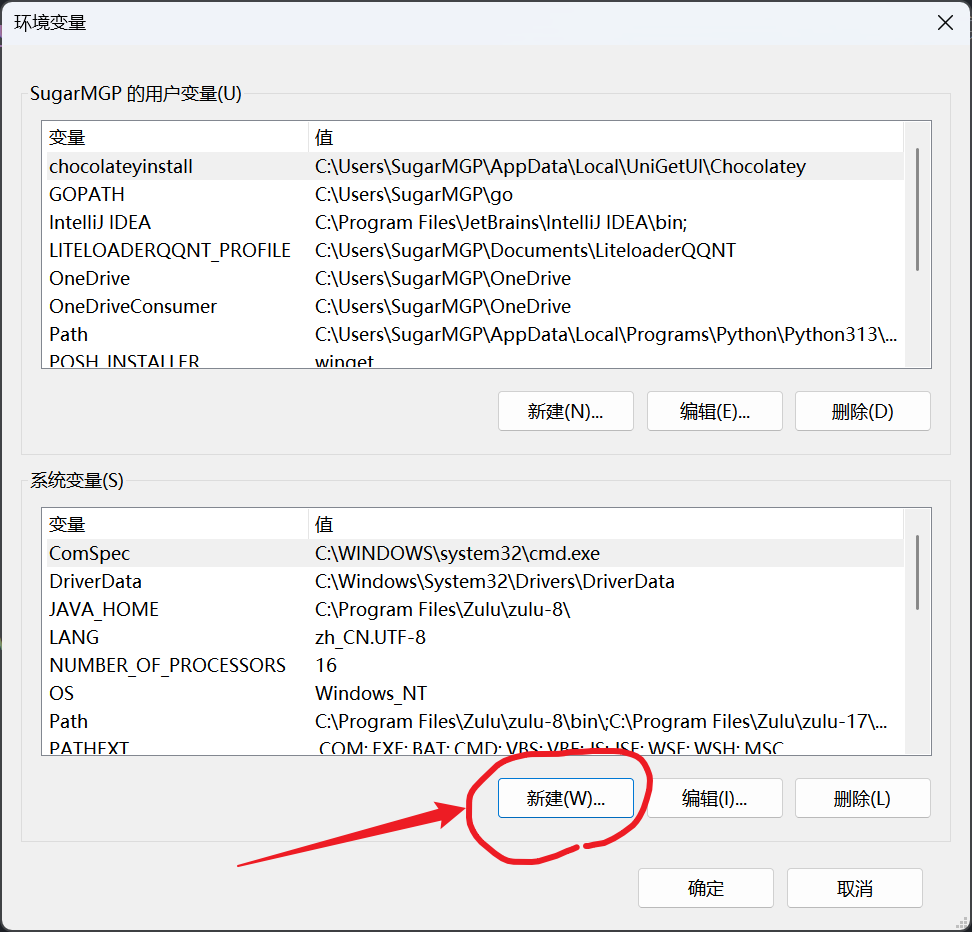 环境变量
SugarMGP 的用户变量(U)
变量 值
chocolateyinstall C:\Users\SugarMGP\AppData\Local\UniGetUI\Chocolatey
GOPATH C:\Users\SugarMGP\go
IntelliJ IDEA C:\Program Files\JetBrains\IntelliJ IDEA\bin;
LITELOADERQQNT_PROFILE C:\Users\SugarMGP\Documents\LiteloaderQQNT
OneDrive C:\Users\SugarMGP\OneDrive
OneDriveConsumer C:\Users\SugarMGP\OneDrive
Path C:\Users\SugarMGP\AppData\Local\Programs\Python\Python313\...
POSH_INSTALLER winget
新建(N)... 编辑(E)... 删除(D)
系统变量(S)
变量 值
ComSpec C:\WINDOWS\system32\cmd.exe
DriverData C:\Windows\System32\Drivers\DriverData
JAVA_HOME C:\Program Files\Zulu\zulu-8\
LANG zh_CN.UTF-8
NUMBER_OF_PROCESSORS 16
OS Windows_NT
Path C:\Program Files\Zulu\zulu-8\bin\;C:\Program Files\Zulu\zulu-17\...
PATHEXT .COM;.EXE;.BAT;.CMD;.VBS;.VBE;.JS;.JSE;.WSF;.WSH;.MSC
新建(W)... 编辑(I)... 删除(L)
确定 取消